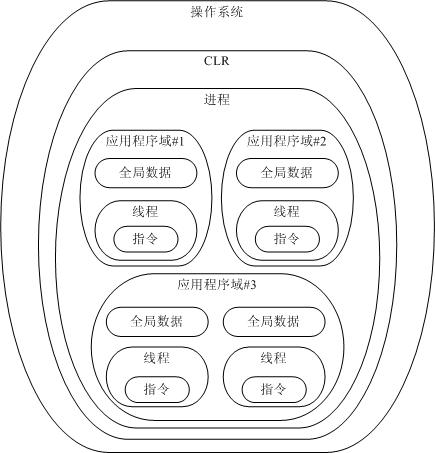 操作系统
CLR
进程
应用程序域#1
全局数据
线程
指令
应用程序域#2
全局数据
线程
指令
应用程序域#3
全局数据
全局数据
线程
指令
线程
指令